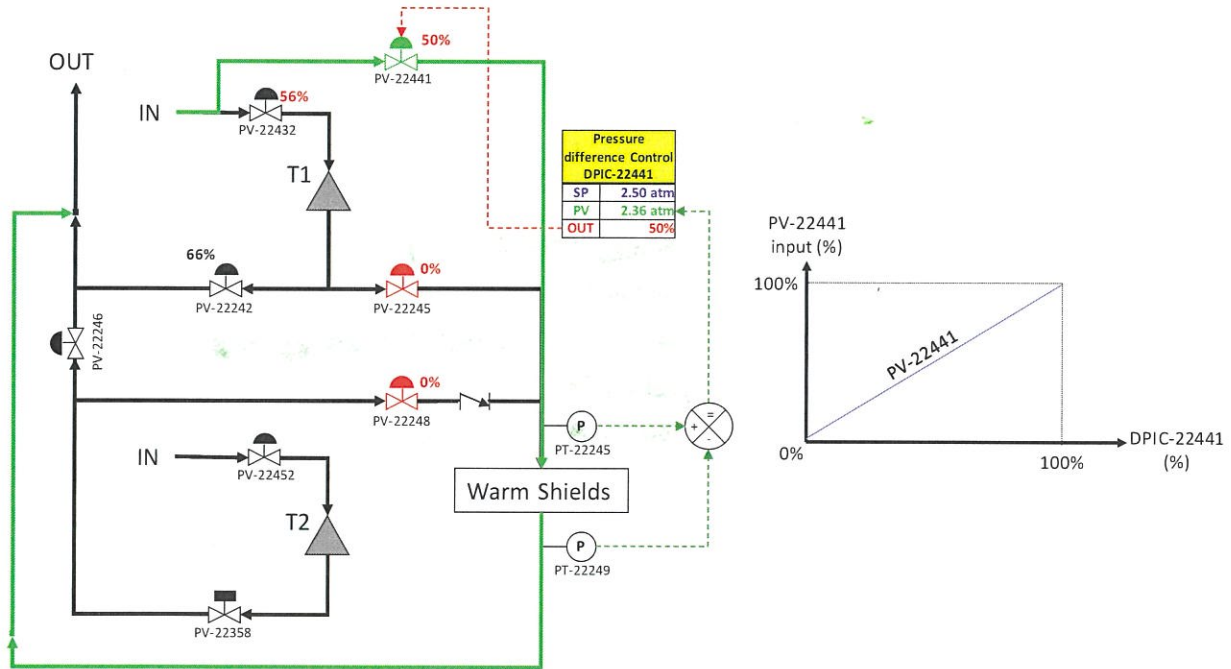 50%
OUT
PV-22441
IN
56%
PV-22432
T1
Pressure
difference Control
DPIC-22441
SP 2.50 atm
PV 2.36 atm
OUT 50%
PV-22441
input (%)
100%
PV-22441
0%
100%
DPIC-22441
(%)
66%
PV-22242
0%
PV-22245
PV-22246
0%
PV-22248
=
+
-
P
PT-22245
IN
PV-22452
Warm Shields
T2
P
PT-22249
PV-22358